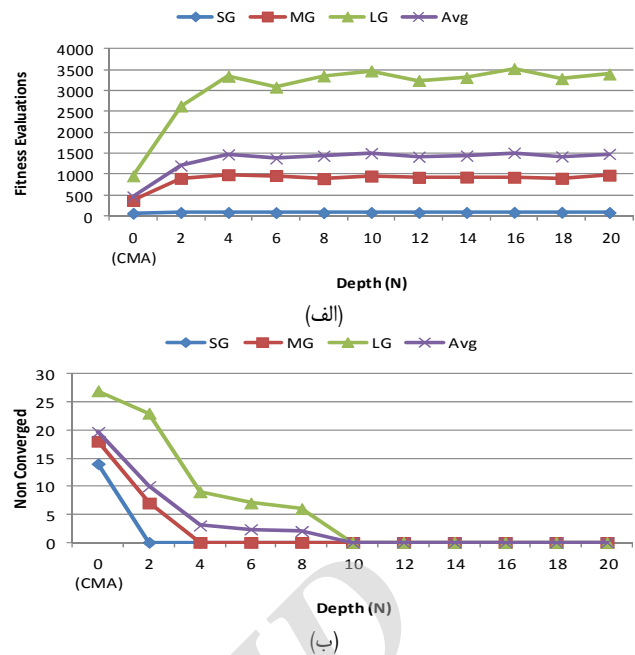 SG MG LG Avg
4000
3500
3000
2500
2000
1500
1000
500
0
Fitness Evaluations
0 2 4 6 8 10 12 14 16 18 20
(CMA)
Depth (N)
(الف)
SG MG LG Avg
30
25
20
15
10
5
0
Non Converged
0 2 4 6 8 10 12 14 16 18 20
(CMA)
Depth (N)
(ب)